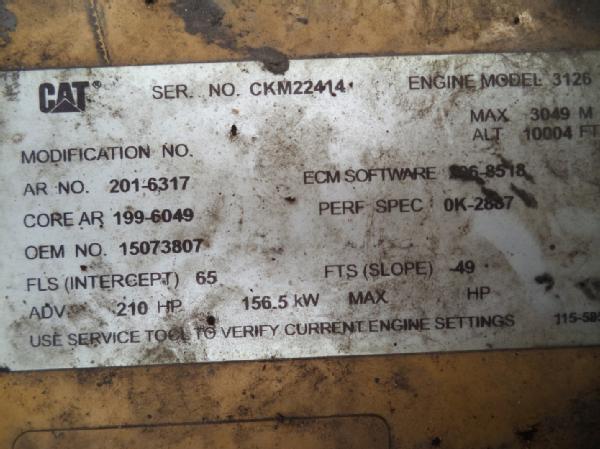 CAT® SER. NO. CKM22414 ENGINE MODEL 3126
MAX 3049 M
ALT 10004 FT
MODIFICATION NO.
AR NO. 201-6317 ECM SOFTWARE
CORE AR 199-6049 PERF SPEC 0K-2887
OEM NO. 15073807
FLS (INTERCEPT) 65 FTS (SLOPE) -49
ADV. 210 HP 156.5 kW MAX HP
USE SERVICE TOOL TO VERIFY CURRENT ENGINE SETTINGS